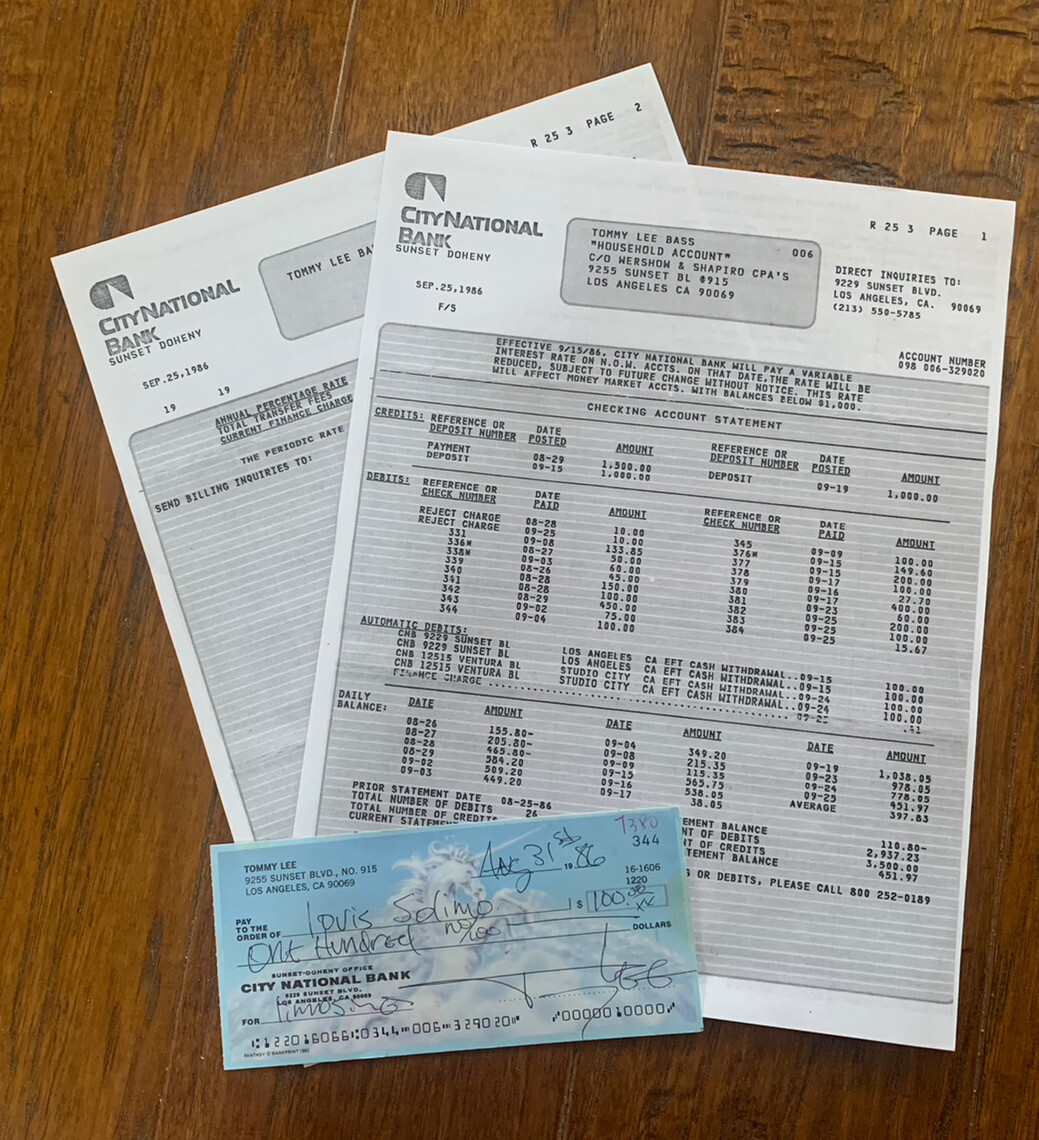 R 25 3 PAGE 2
CITY NATIONAL
BANK
SUNSET DOHENY
TOMMY LEE BA
SEP.25,1986
19 19
ANNUAL PERCENTAGE RATE
TOTAL TRANSFER FEES
CURRENT FINANCE CHARGE
THE PERIODIC RATE
SEND BILLING INQUIRIES TO:
R 25 3 PAGE 1
CITY NATIONAL
BANK
SUNSET DOHENY
SEP.25,1986
F/S
TOMMY LEE BASS 006
"HOUSEHOLD ACCOUNT"
C/O WERSHOW & SHAPIRO CPA'S
9255 SUNSET BL #915
LOS ANGELES CA 90069
DIRECT INQUIRIES TO:
9229 SUNSET BLVD.
LOS ANGELES, CA. 90069
(213) 550-5785
ACCOUNT NUMBER
098 006-329020
EFFECTIVE 9/15/86, CITY NATIONAL BANK WILL PAY A VARIABLE
INTEREST RATE ON N.O.W. ACCTS. ON THAT DATE,THE RATE WILL BE
REDUCED, SUBJECT TO FUTURE CHANGE WITHOUT NOTICE. THIS RATE
WILL AFFECT MONEY MARKET ACCTS. WITH BALANCES BELOW $1,000.
CHECKING ACCOUNT STATEMENT
CREDITS: REFERENCE OR DATE REFERENCE OR DATE
DEPOSIT NUMBER POSTED AMOUNT DEPOSIT NUMBER POSTED AMOUNT
PAYMENT 08-29 1,500.00 DEPOSIT 09-19 1,000.00
DEPOSIT 09-15 1,000.00
DEBITS: REFERENCE OR DATE REFERENCE OR DATE
CHECK NUMBER PAID AMOUNT CHECK NUMBER PAID AMOUNT
REJECT CHARGE 08-28 10.00 345 09-09 100.00
REJECT CHARGE 09-25 10.00 376* 09-15 149.60
331 09-08 133.85 377 09-15 200.00
336* 08-27 50.00 378 09-17 100.00
338* 09-03 60.00 379 09-16 27.70
339 08-26 45.00 380 09-17 400.00
340 08-28 150.00 381 09-23 60.00
341 08-28 100.00 382 09-25 200.00
342 08-29 450.00 383 09-25 100.00
343 09-02 75.00 384 09-25 15.67
344 09-04 100.00
AUTOMATIC DEBITS:
CNB 9229 SUNSET BL LOS ANGELES CA EFT CASH WITHDRAWAL..09-15 100.00
CNB 9229 SUNSET BL LOS ANGELES CA EFT CASH WITHDRAWAL..09-15 100.00
CNB 12515 VENTURA BL STUDIO CITY CA EFT CASH WITHDRAWAL..09-24 100.00
CNB 12515 VENTURA BL STUDIO CITY CA EFT CASH WITHDRAWAL..09-24 100.00
FINANCE CHARGE 09-25 .41
DAILY
BALANCE: DATE AMOUNT DATE AMOUNT DATE AMOUNT
08-26 155.80- 09-04 349.20 09-19 1,038.05
08-27 205.80- 09-08 215.35 09-23 978.05
08-28 465.80- 09-09 115.35 09-24 778.05
08-29 584.20 09-15 565.75 09-25 451.97
09-02 509.20 09-16 538.05 AVERAGE 397.83
09-03 449.20 09-17 38.05
PRIOR STATEMENT DATE 08-25-86 EMENT BALANCE 110.80-
TOTAL NUMBER OF DEBITS 26 NT OF DEBITS 2,937.23
TOTAL NUMBER OF CREDITS NT OF CREDITS 3,500.00
CURRENT STATEM TEMENT BALANCE 451.97
S OR DEBITS, PLEASE CALL 800 252-0189
7380
344
TOMMY LEE
9255 SUNSET BLVD., NO. 915
LOS ANGELES, CA 90069
Aug 31st 1986
16-1606
1220
PAY
TO THE
ORDER OF Louis Solimo $ 100.00
xx
One Hundred no/100 DOLLARS
SUNSET-DOHENY OFFICE
CITY NATIONAL BANK
9229 SUNSET BLVD.
LOS ANGELES, CA 90069
T Lee
FOR
⑆122016066⑆0344⑈006⑈329020⑈ ⑈0000010000⑈
FANTASY © BANKPRINT